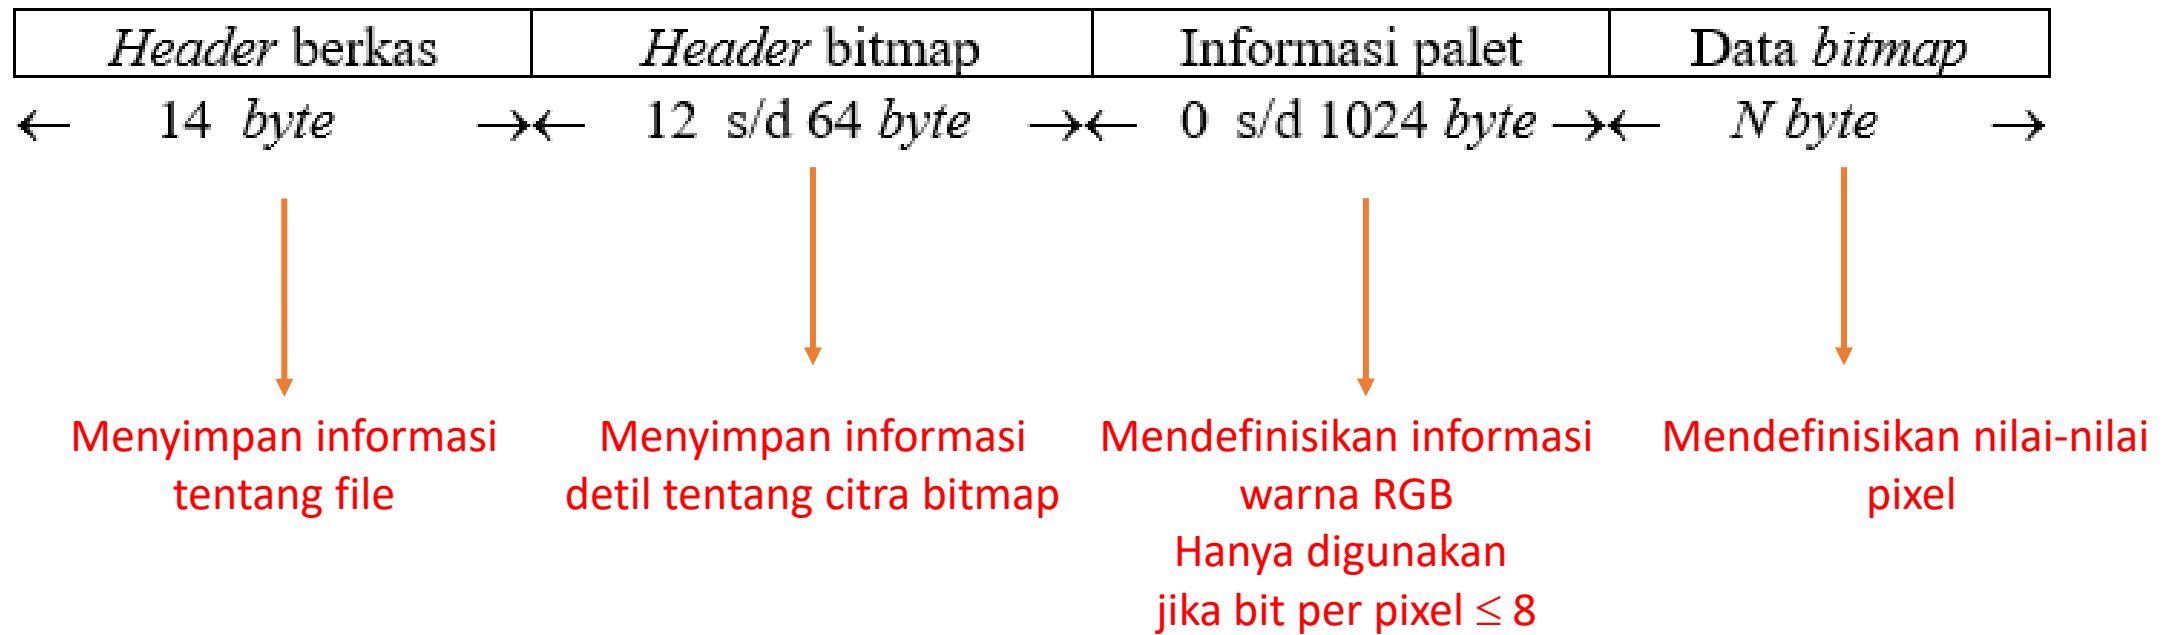 Header berkas Header bitmap Informasi palet Data bitmap
← 14 byte →← 12 s/d 64 byte →← 0 s/d 1024 byte →← N byte →
Menyimpan informasi
tentang file
Menyimpan informasi
detil tentang citra bitmap
Mendefinisikan informasi
warna RGB
Hanya digunakan
jika bit per pixel ≤ 8
Mendefinisikan nilai-nilai
pixel